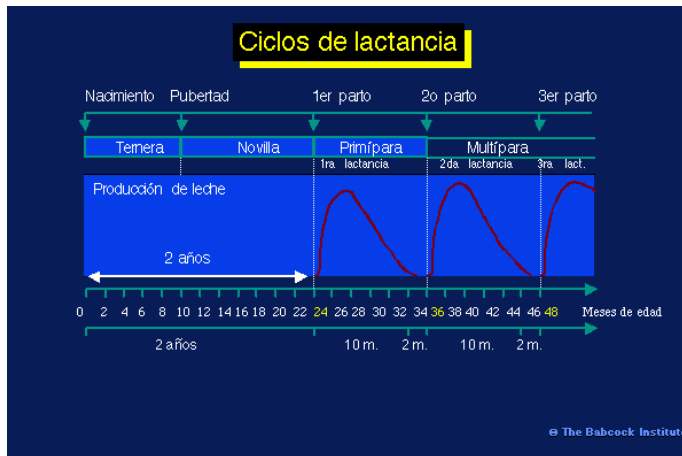 Ciclos de lactancia
Nacimiento Pubertad 1er parto 2o parto 3er parto
Ternera Novilla Primípara Multípara
1ra lactancia 2da lactancia 3ra lact.
Producción de leche
2 años
0 2 4 6 8 10 12 14 16 18 20 22 24 26 28 30 32 34 36 38 40 42 44 46 48 Meses de edad
2 años 10 m. 2 m. 10 m. 2 m.
© The Babcock Institut